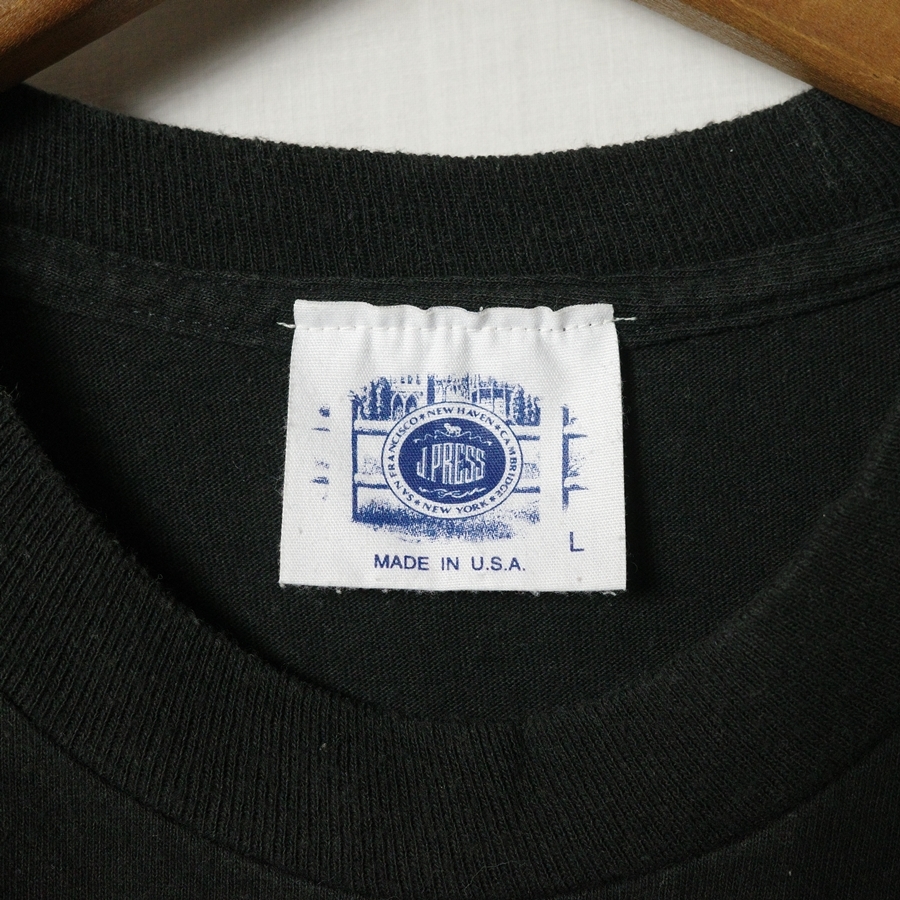 NEW HAVEN★CAMBRIDGE★NEW YORK★SAN FRANCISCO★
J.PRESS
L
MADE IN U.S.A.